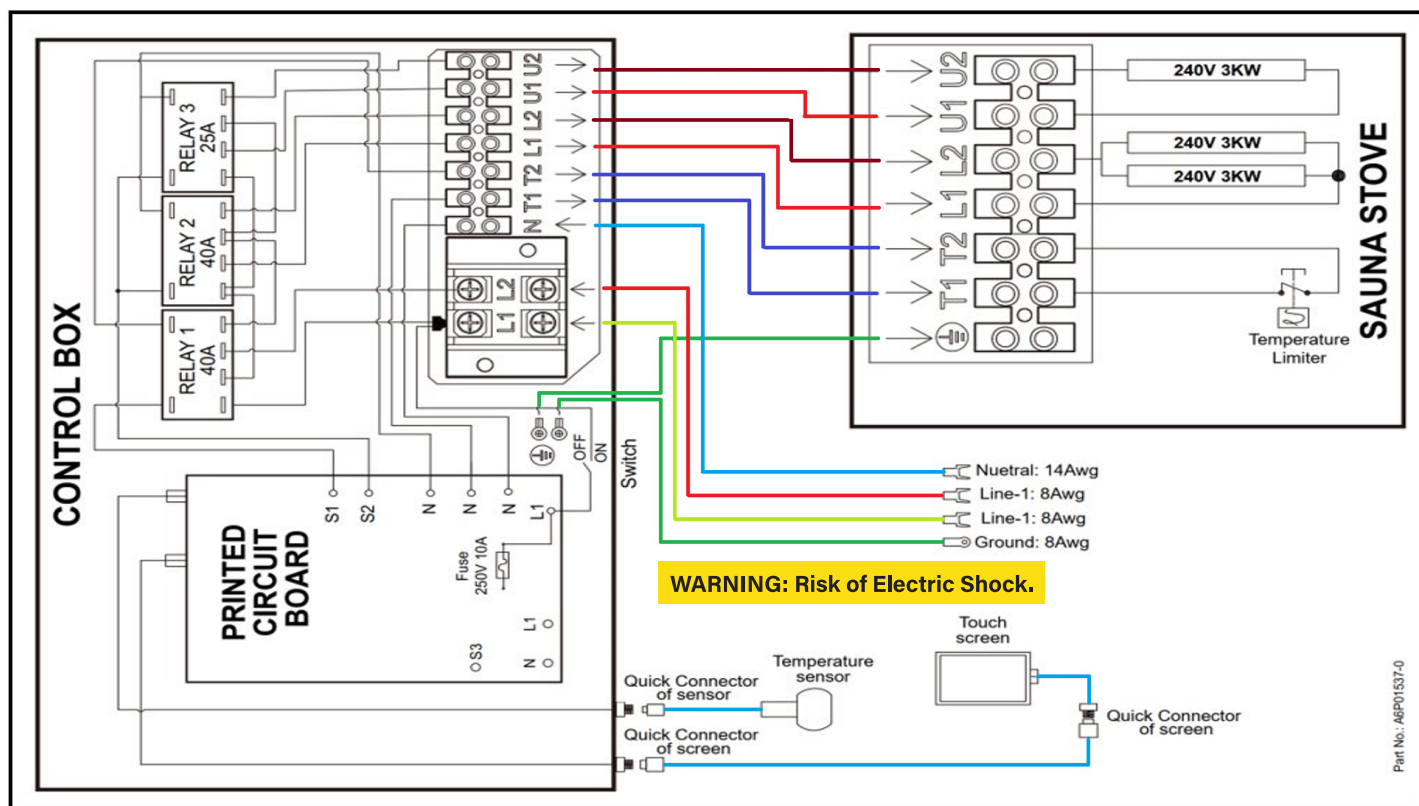 CONTROL BOX
RELAY 3
25A
RELAY 2
40A
RELAY 1
40A
U2
U1
L2
L1
T2
T1
N
L2
L1
OFF
ON
Switch
PRINTED
CIRCUIT
BOARD
S1
S2
N
N
N
L1
Fuse
250V 10A
S3
L1
N
SAUNA STOVE
U2
U1
L2
L1
T2
T1
240V 3KW
240V 3KW
240V 3KW
Temperature
Limiter
Nuetral: 14Awg
Line-1: 8Awg
Line-1: 8Awg
Ground: 8Awg
WARNING: Risk of Electric Shock.
Quick Connector
of sensor
Temperature
sensor
Quick Connector
of screen
Touch
screen
Quick Connector
of screen
Part No.: A6P01537-0